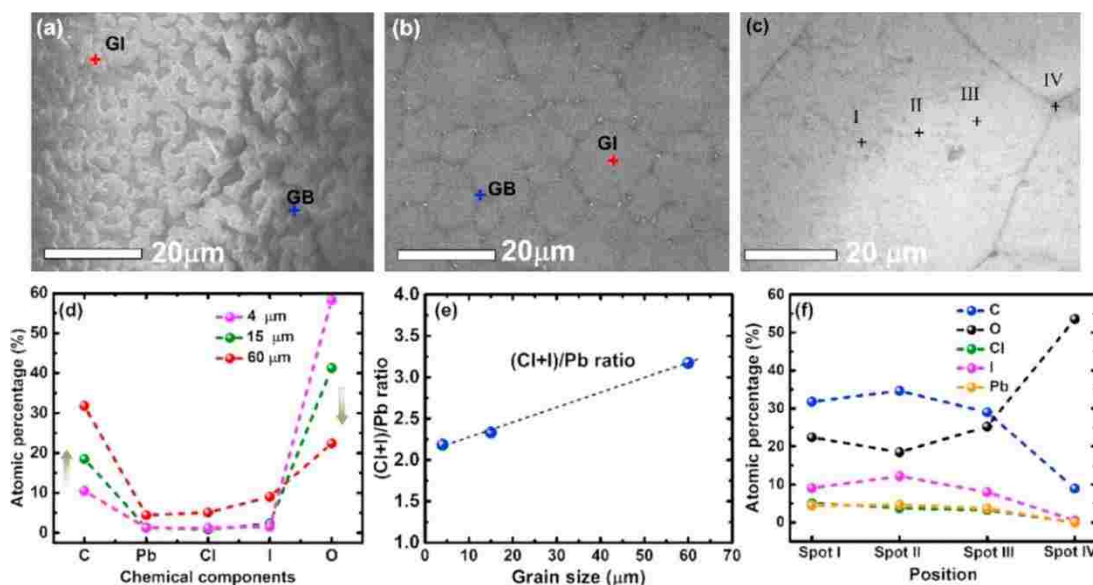 (a)
GI
GB
20μm
(b)
GI
GB
20μm
(c)
I
II
III
IV
20μm
(d)
Atomic percentage (%)
60
50
40
30
20
10
0
4 μm
15 μm
60 μm
C Pb Cl I O
Chemical components
(e)
(Cl+I)/Pb ratio
4.0
3.5
3.0
2.5
2.0
1.5
1.0
(Cl+I)/Pb ratio
0 10 20 30 40 50 60 70
Grain size (μm)
(f)
Atomic percentage (%)
60
50
40
30
20
10
0
C
O
Cl
I
Pb
Spot I Spot II Spot III Spot IV
Position